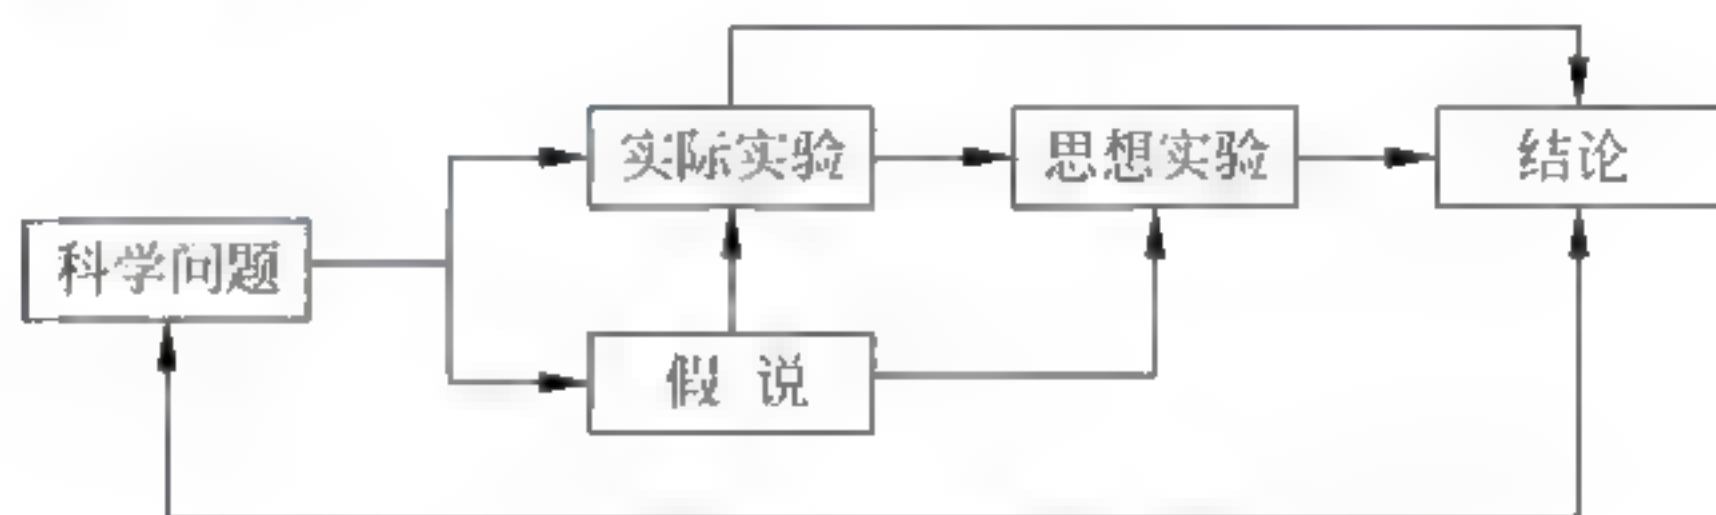 实际实验
思想实验
结论
科学问题
假 说